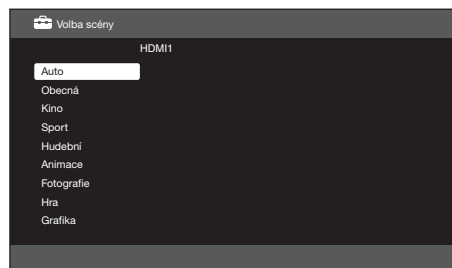 Volba scény
HDMI1
Auto
Obecná
Kino
Sport
Hudební
Animace
Fotografie
Hra
Grafika